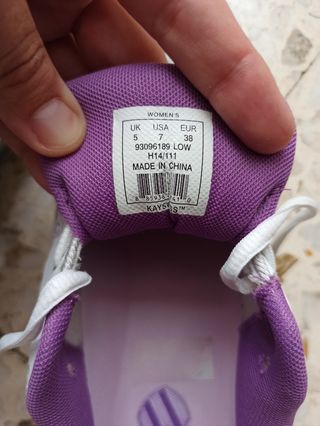 WOMEN'S
UK USA EUR
5 7 38
93096189 LOW
H14/111
MADE IN CHINA